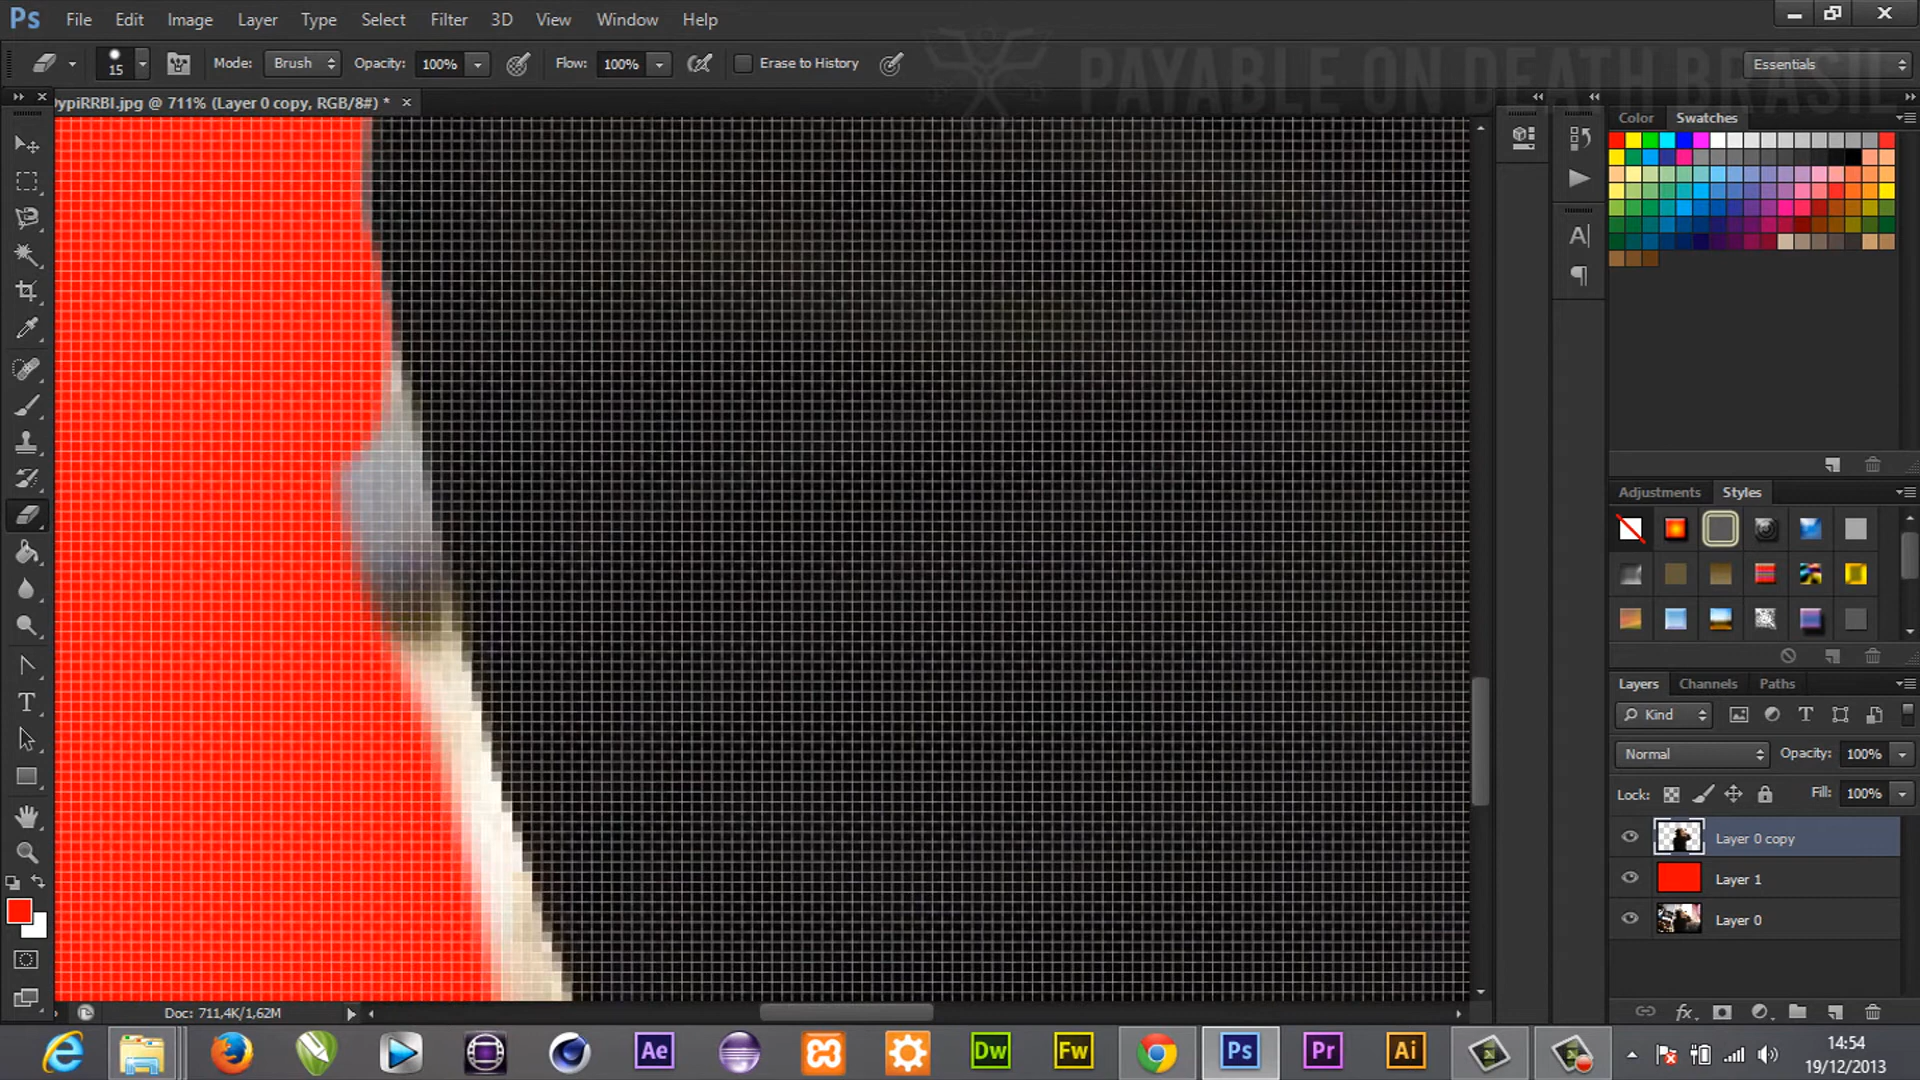 Ps File Edit Image Layer Type Select Filter 3D View Window Help
15 Mode: Brush Opacity: 100% Flow: 100% Erase to History Essentials
PAYABLE ON DEATH BRASIL
ypiRRBI.jpg @ 711% (Layer 0 copy, RGB/8#) *
Color Swatches
Adjustments Styles
Layers Channels Paths
Kind
Normal Opacity: 100%
Lock: Fill: 100%
Layer 0 copy
Layer 1
Layer 0
Doc: 711,4K/1,62M
Ae Dw Fw Ps Pr Ai
14:54
19/12/2013